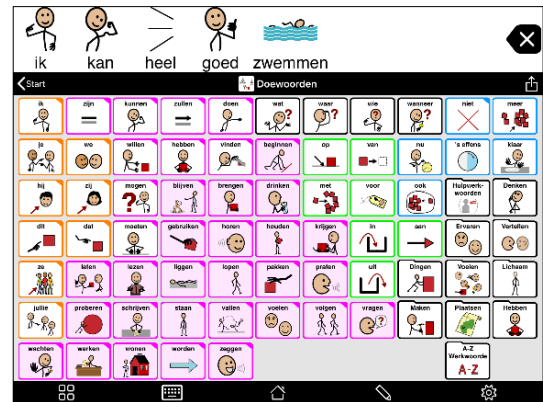 ik kan heel goed zwemmen
Start Doewoorden
ik zijn kunnen zullen doen wat waar wie wanneer niet meer
je we willen hebben vinden beginnen op van nu 's effens klaar
hij zij mogen blijven brengen drinken met voor ook Hulpwerk- Denken
woorden
dit dat moeten gebruiken horen houden krijgen in aan Ervaren Vertellen
ze laten lezen liggen lopen pakken praten uit Dingen Voelen Lichaam
jullie proberen schrijven staan vallen voelen volgen vragen Maken Plaatsen Hebben
wachten werken wonen worden zeggen A-Z
Werkwoorde
A-Z